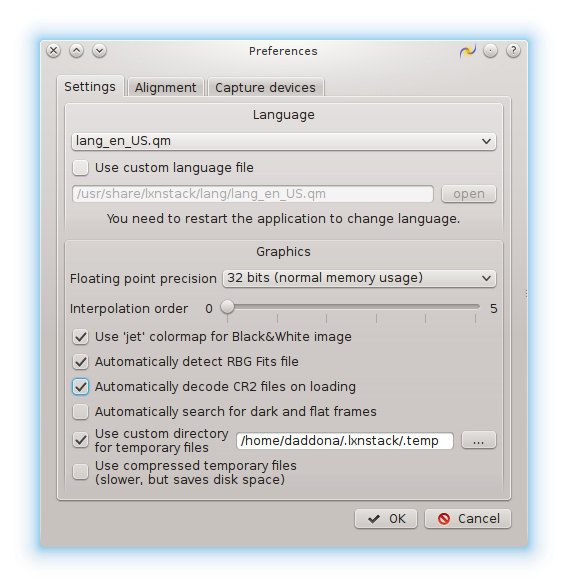 Preferences
?
Settings
Alignment
Capture devices
Language
lang_en_US.qm
Use custom language file
/usr/share/lxnstack/lang/lang_en_US.qm
open
You need to restart the application to change language.
Graphics
Floating point precision
32 bits (normal memory usage)
Interpolation order
0
5
Use 'jet' colormap for Black&White image
Automatically detect RBG Fits file
Automatically decode CR2 files on loading
Automatically search for dark and flat frames
Use custom directory
for temporary files
/home/daddona/.lxnstack/.temp
...
Use compressed temporary files
(slower, but saves disk space)
OK
Cancel